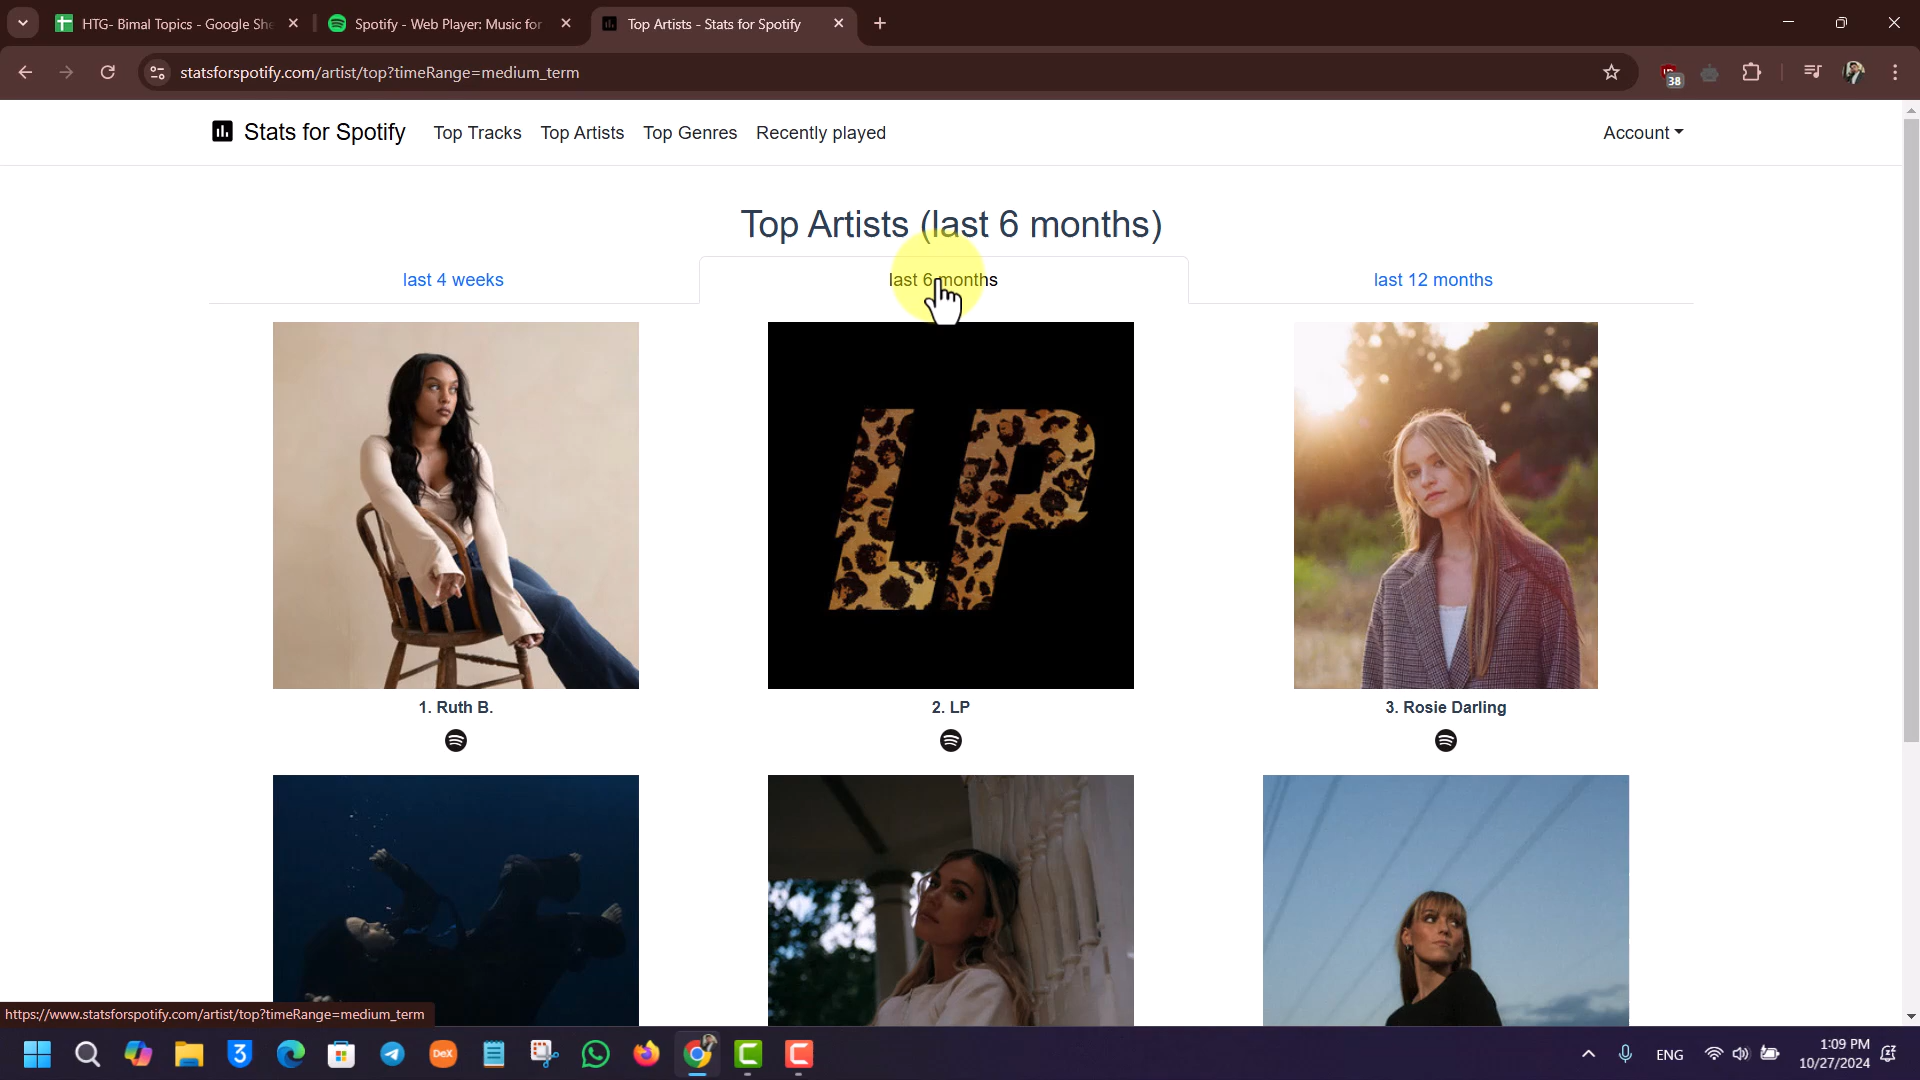 HTG- Bimal Topics - Google She
Spotify - Web Player: Music for
Top Artists - Stats for Spotify
statsforspotify.com/artist/top?timeRange=medium_term
38
Stats for Spotify
Top Tracks
Top Artists
Top Genres
Recently played
Account
Top Artists (last 6 months)
last 4 weeks
last 6 months
last 12 months
LP
1. Ruth B.
2. LP
3. Rosie Darling
https://www.statsforspotify.com/artist/top?timeRange=medium_term
3
DeX
ENG
1:09 PM
10/27/2024